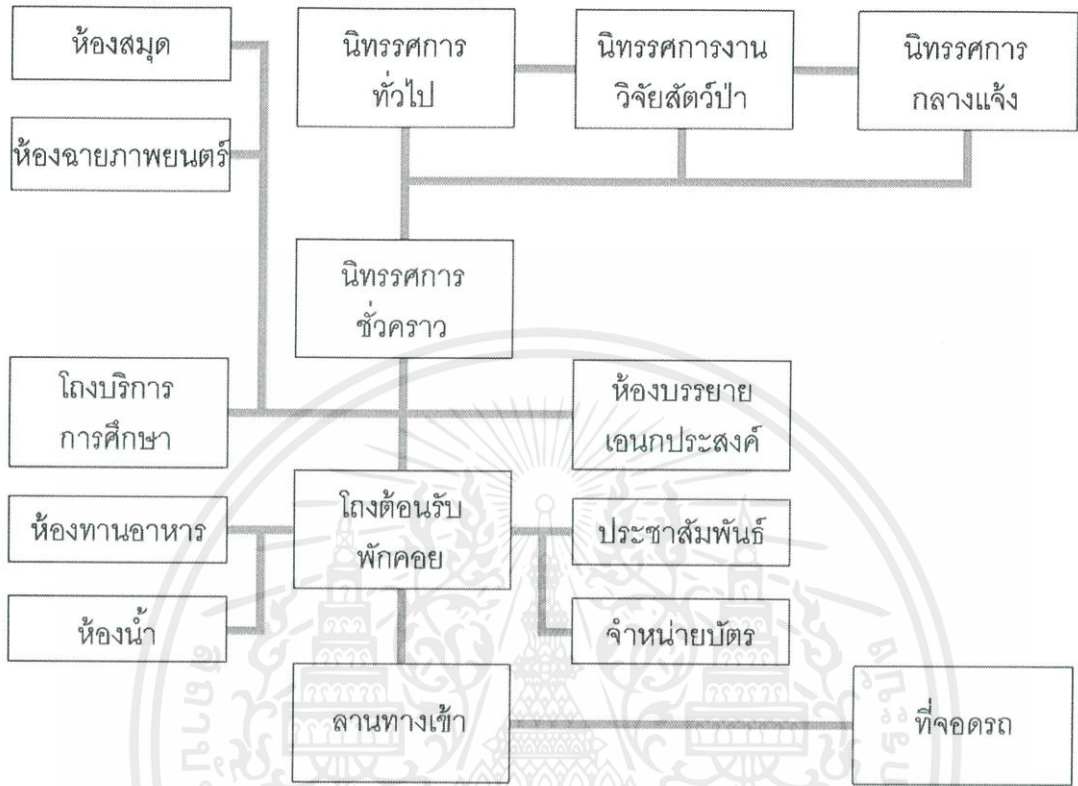 ห้องสมุด
นิทรรศการ
ทั่วไป
นิทรรศการงาน
วิจัยสัตว์ป่า
นิทรรศการ
กลางแจ้ง
ห้องฉายภาพยนตร์
นิทรรศการ
ชั่วคราว
โถงบริการ
การศึกษา
ห้องบรรยาย
เอนกประสงค์
ห้องทานอาหาร
โถงต้อนรับ
พักคอย
ประชาสัมพันธ์
ห้องน้ำ
จำหน่ายบัตร
ลานทางเข้า
ที่จอดรถ